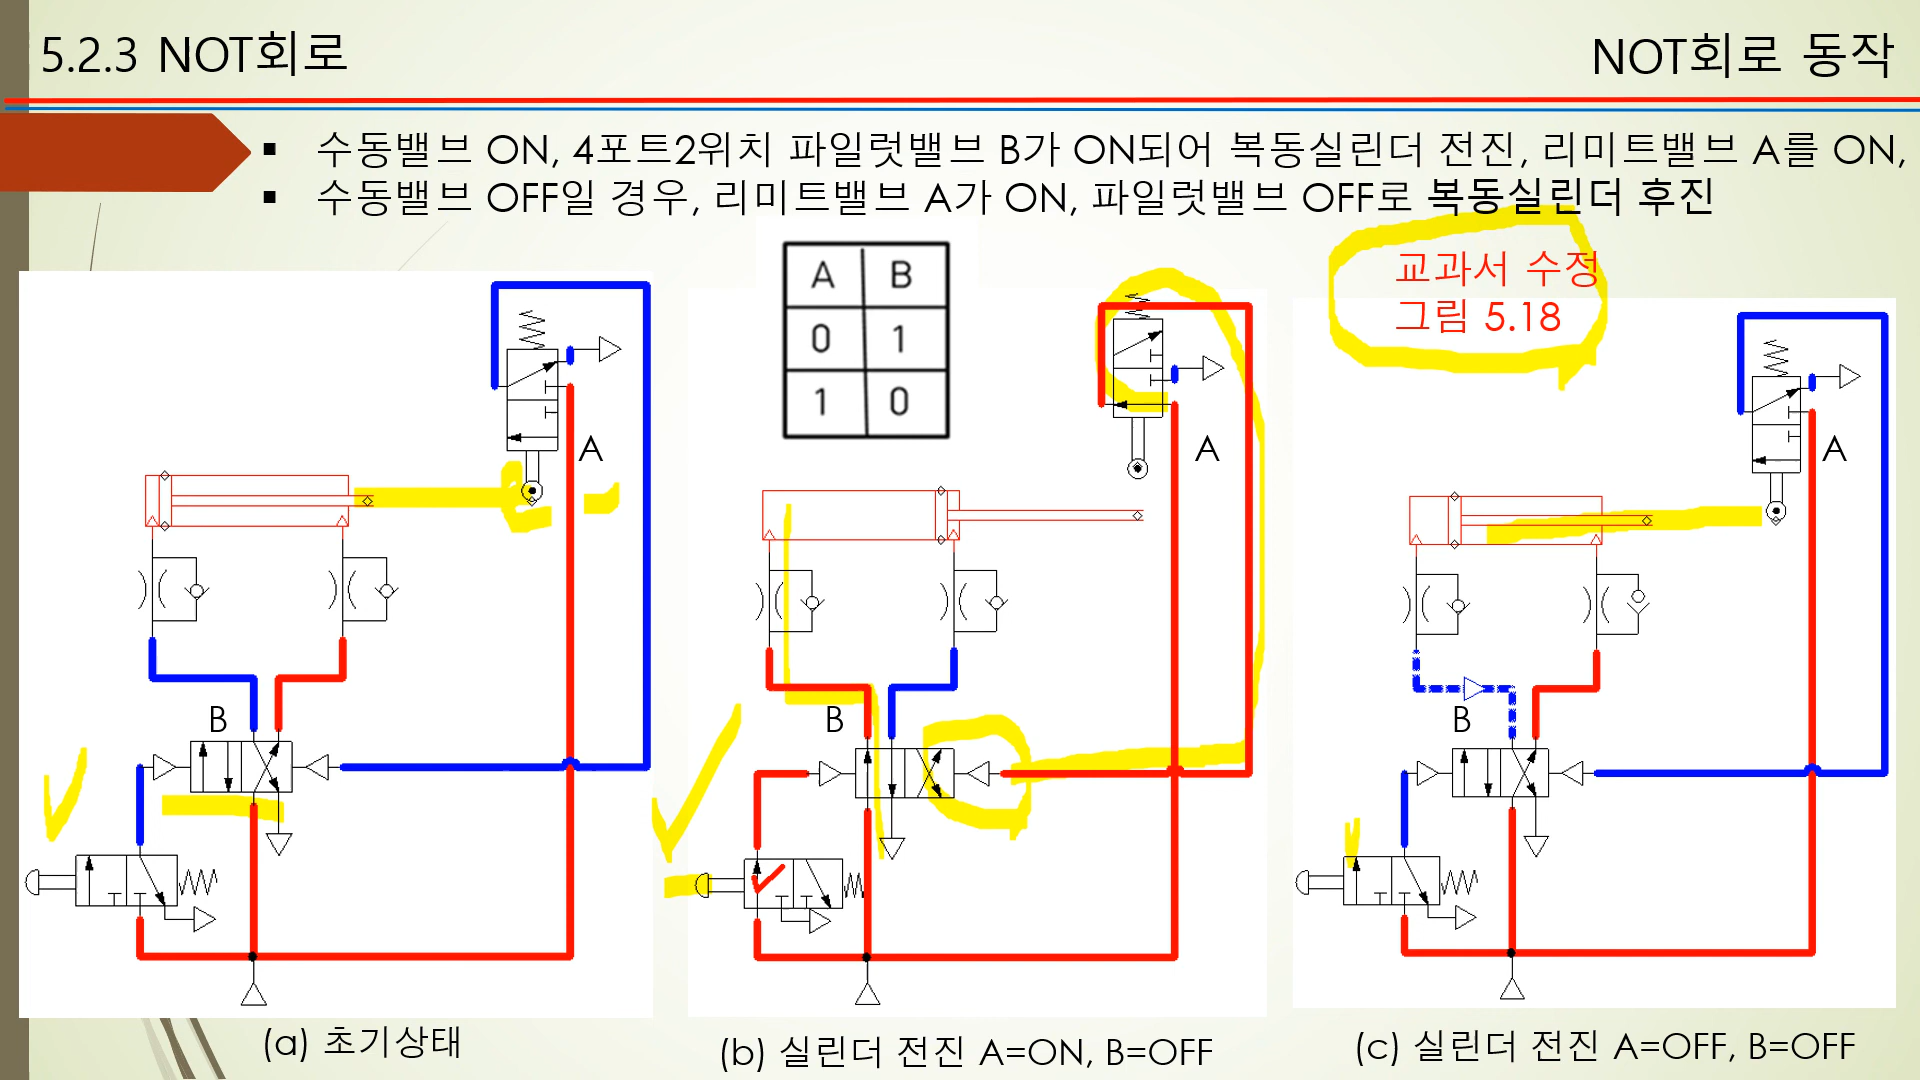 5.2.3 NOT회로
NOT회로 동작
▪ 수동밸브 ON, 4포트2위치 파일럿밸브 B가 ON되어 복동실린더 전진, 리미트밸브 A를 ON,
▪ 수동밸브 OFF일 경우, 리미트밸브 A가 ON, 파일럿밸브 OFF로 복동실린더 후진
A B
0 1
1 0
교과서 수정
그림 5.18
A
A
A
B
B
B
(a) 초기상태
(b) 실린더 전진 A=ON, B=OFF
(c) 실린더 전진 A=OFF, B=OFF